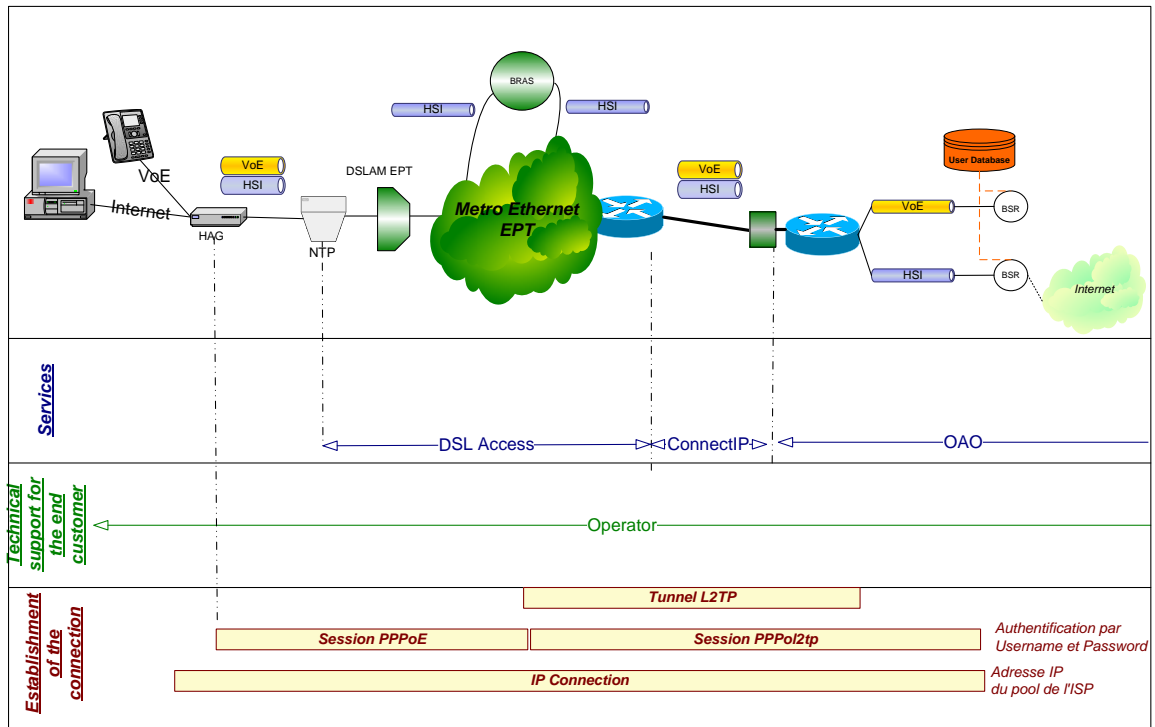 BRAS
HSI
HSI
VoE
Internet
VoE
HSI
HAG
NTP
DSLAM EPT
Metro Ethernet
EPT
VoE
HSI
User Database
VoE
BSR
HSI
BSR
Internet
Services
DSL Access
ConnectIP
OAO
Technical
support for
the end
customer
Operator
Establishment
of the
connection
Tunnel L2TP
Session PPPoE
Session PPPol2tp
Authentification par
Username et Password
IP Connection
Adresse IP
du pool de l'ISP